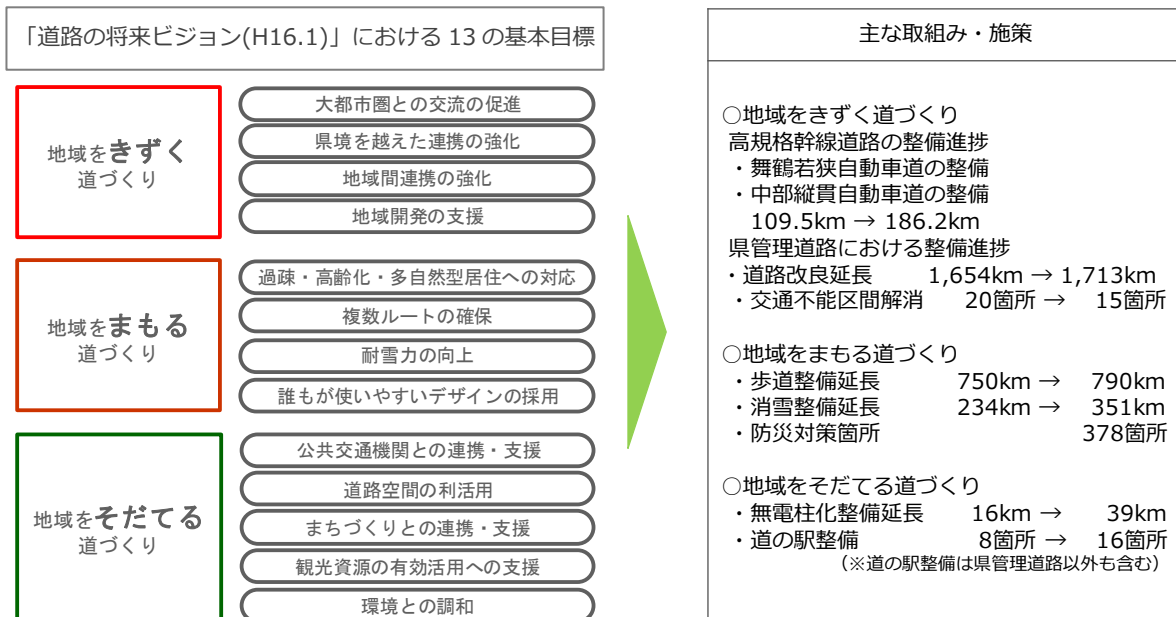 「道路の将来ビジョン(H16.1)」における 13 の基本目標
地域をきずく
道づくり
大都市圏との交流の促進
県境を越えた連携の強化
地域間連携の強化
地域開発の支援
地域をまもる
道づくり
過疎・高齢化・多自然型居住への対応
複数ルートの確保
耐雪力の向上
誰もが使いやすいデザインの採用
地域をそだてる
道づくり
公共交通機関との連携・支援
道路空間の利活用
まちづくりとの連携・支援
観光資源の有効活用への支援
環境との調和
主な取組み・施策
○地域をきずく道づくり
高規格幹線道路の整備進捗
・舞鶴若狭自動車道の整備
・中部縦貫自動車道の整備
109.5km → 186.2km
県管理道路における整備進捗
・道路改良延長 1,654km → 1,713km
・交通不能区間解消 20箇所 → 15箇所
○地域をまもる道づくり
・歩道整備延長 750km → 790km
・消雪整備延長 234km → 351km
・防災対策箇所 378箇所
○地域をそだてる道づくり
・無電柱化整備延長 16km → 39km
・道の駅整備 8箇所 → 16箇所
（※道の駅整備は県管理道路以外も含む）